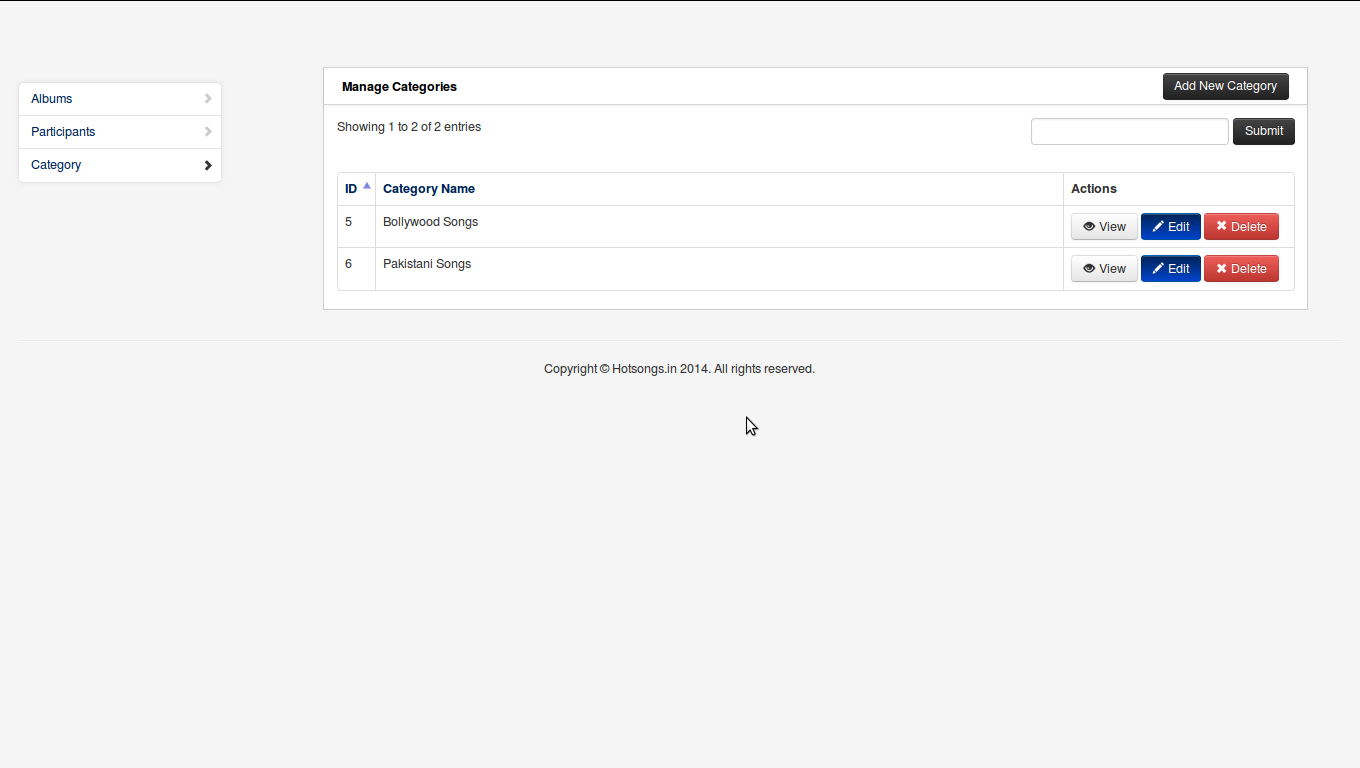 Albums
Participants
Category
Manage Categories
Add New Category
Showing 1 to 2 of 2 entries
Submit
ID Category Name Actions
5 Bollywood Songs View Edit Delete
6 Pakistani Songs View Edit Delete
Copyright © Hotsongs.in 2014. All rights reserved.